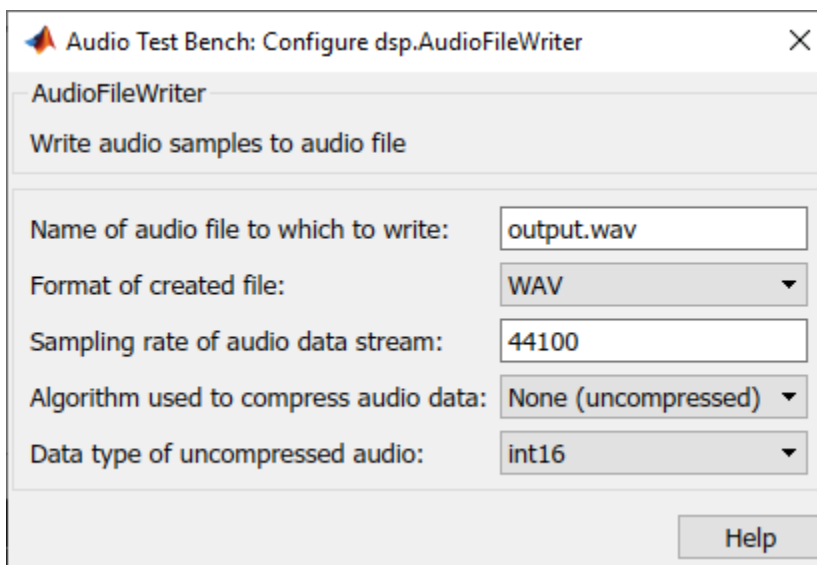 Audio Test Bench: Configure dsp.AudioFileWriter
AudioFileWriter
Write audio samples to audio file
Name of audio file to which to write: output.wav
Format of created file: WAV
Sampling rate of audio data stream: 44100
Algorithm used to compress audio data: None (uncompressed)
Data type of uncompressed audio: int16
Help